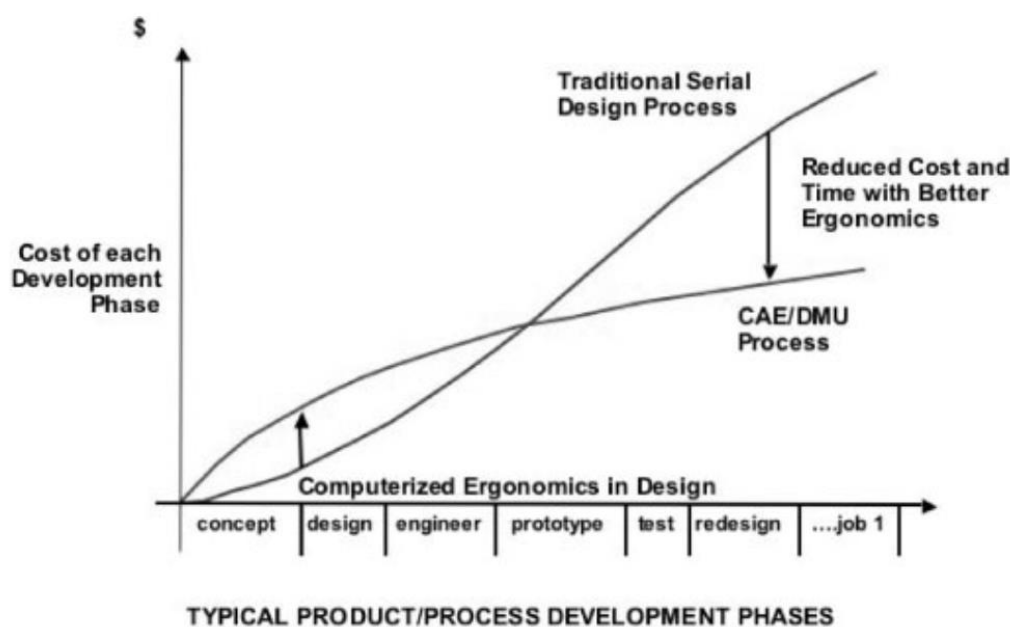 $
Traditional Serial
Design Process
Reduced Cost and
Time with Better
Ergonomics
Cost of each
Development
Phase
CAE/DMU
Process
Computerized Ergonomics in Design
concept
design
engineer
prototype
test
redesign
....job 1
TYPICAL PRODUCT/PROCESS DEVELOPMENT PHASES